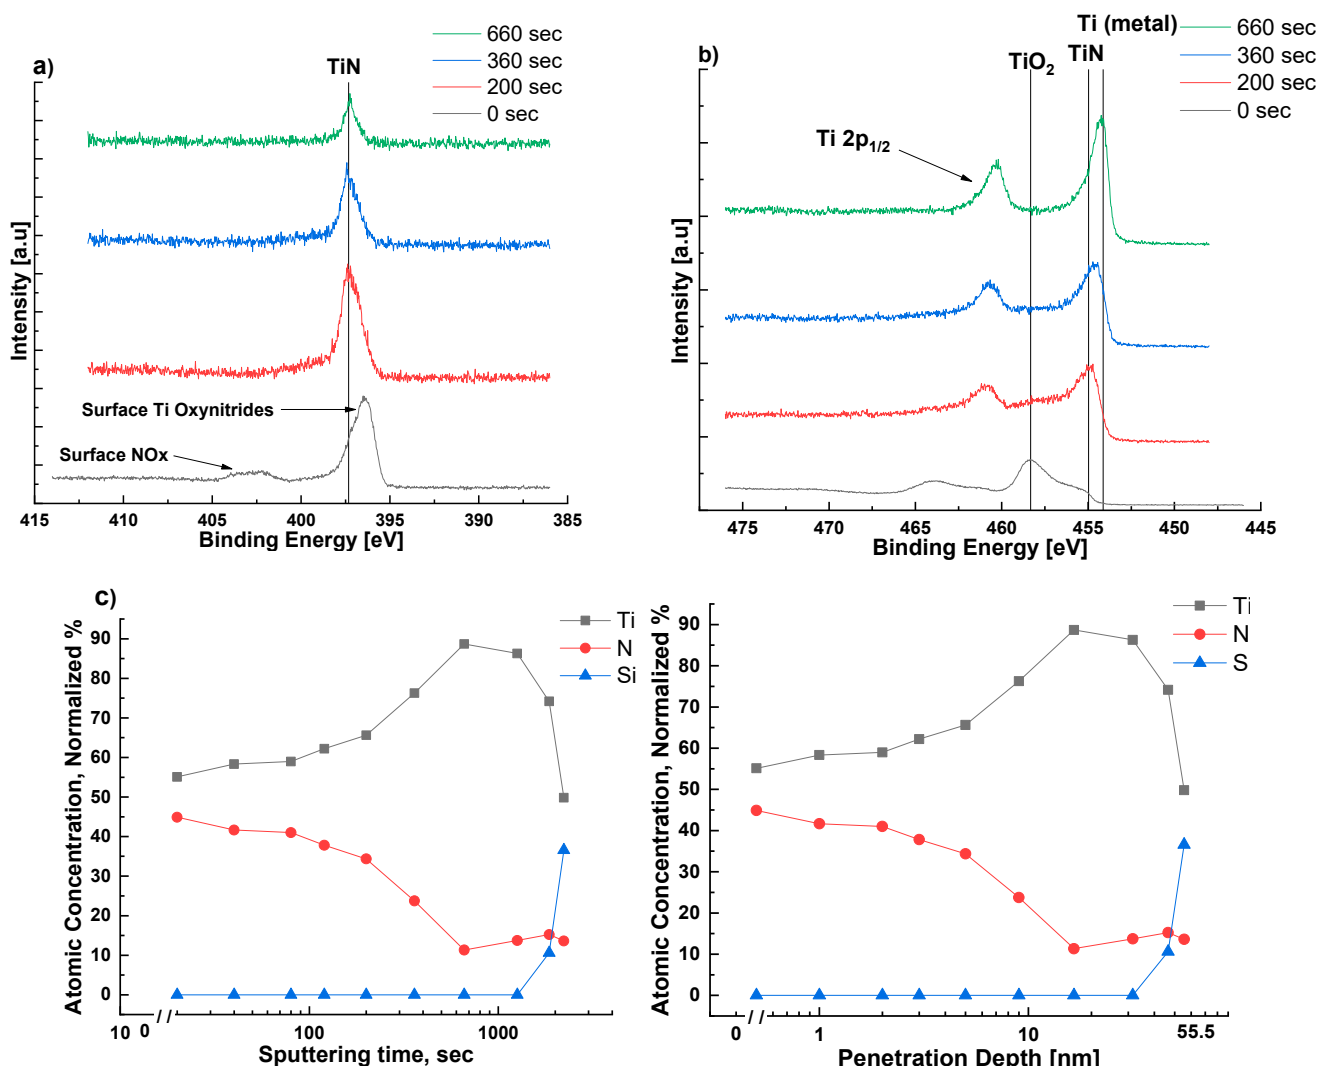 a)
TiN
660 sec
360 sec
200 sec
0 sec
Intensity [a.u]
Surface Ti Oxynitrides
Surface NOx
415 410 405 400 395 390 385
Binding Energy [eV]
b)
Ti (metal)
TiO2 TiN
660 sec
360 sec
200 sec
0 sec
Ti 2p1/2
Intensity [a.u]
475 470 465 460 455 450 445
Binding Energy [eV]
c)
Ti
N
Si
Atomic Concentration, Normalized %
90
80
70
60
50
40
30
20
10
0
10 0 100 1000
Sputtering time, sec
Ti
N
S
Atomic Concentration, Normalized %
90
80
70
60
50
40
30
20
10
0
0 1 10 55.5
Penetration Depth [nm]